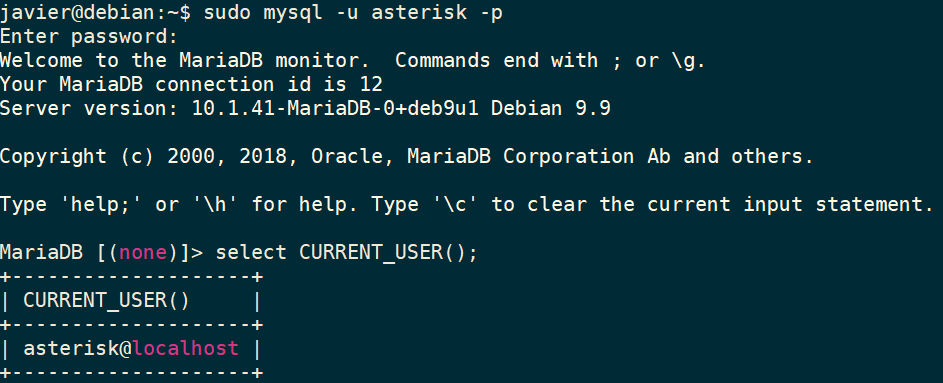 javier@debian:~$ sudo mysql -u asterisk -p
Enter password:
Welcome to the MariaDB monitor.  Commands end with ; or \g.
Your MariaDB connection id is 12
Server version: 10.1.41-MariaDB-0+deb9u1 Debian 9.9

Copyright (c) 2000, 2018, Oracle, MariaDB Corporation Ab and others.

Type 'help;' or '\h' for help. Type '\c' to clear the current input statement.

MariaDB [(none)]> select CURRENT_USER();
+--------------------+
| CURRENT_USER()     |
+--------------------+
| asterisk@localhost |
+--------------------+